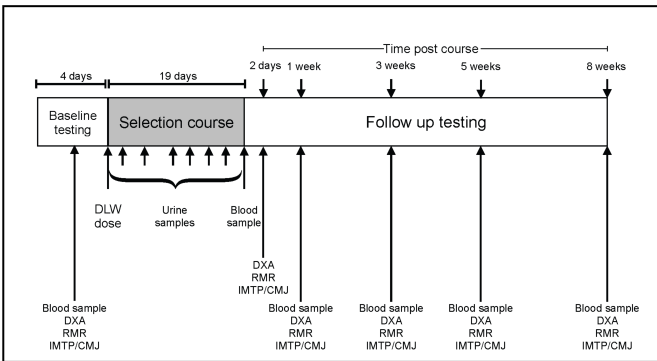 Time post course
4 days
19 days
2 days
1 week
3 weeks
5 weeks
8 weeks
Baseline
testing
Selection course
Follow up testing
DLW
dose
Urine
samples
Blood
sample
DXA
RMR
IMTP/CMJ
Blood sample
DXA
RMR
IMTP/CMJ
Blood sample
DXA
RMR
IMTP/CMJ
Blood sample
DXA
RMR
IMTP/CMJ
Blood sample
DXA
RMR
IMTP/CMJ
Blood sample
DXA
RMR
IMTP/CMJ